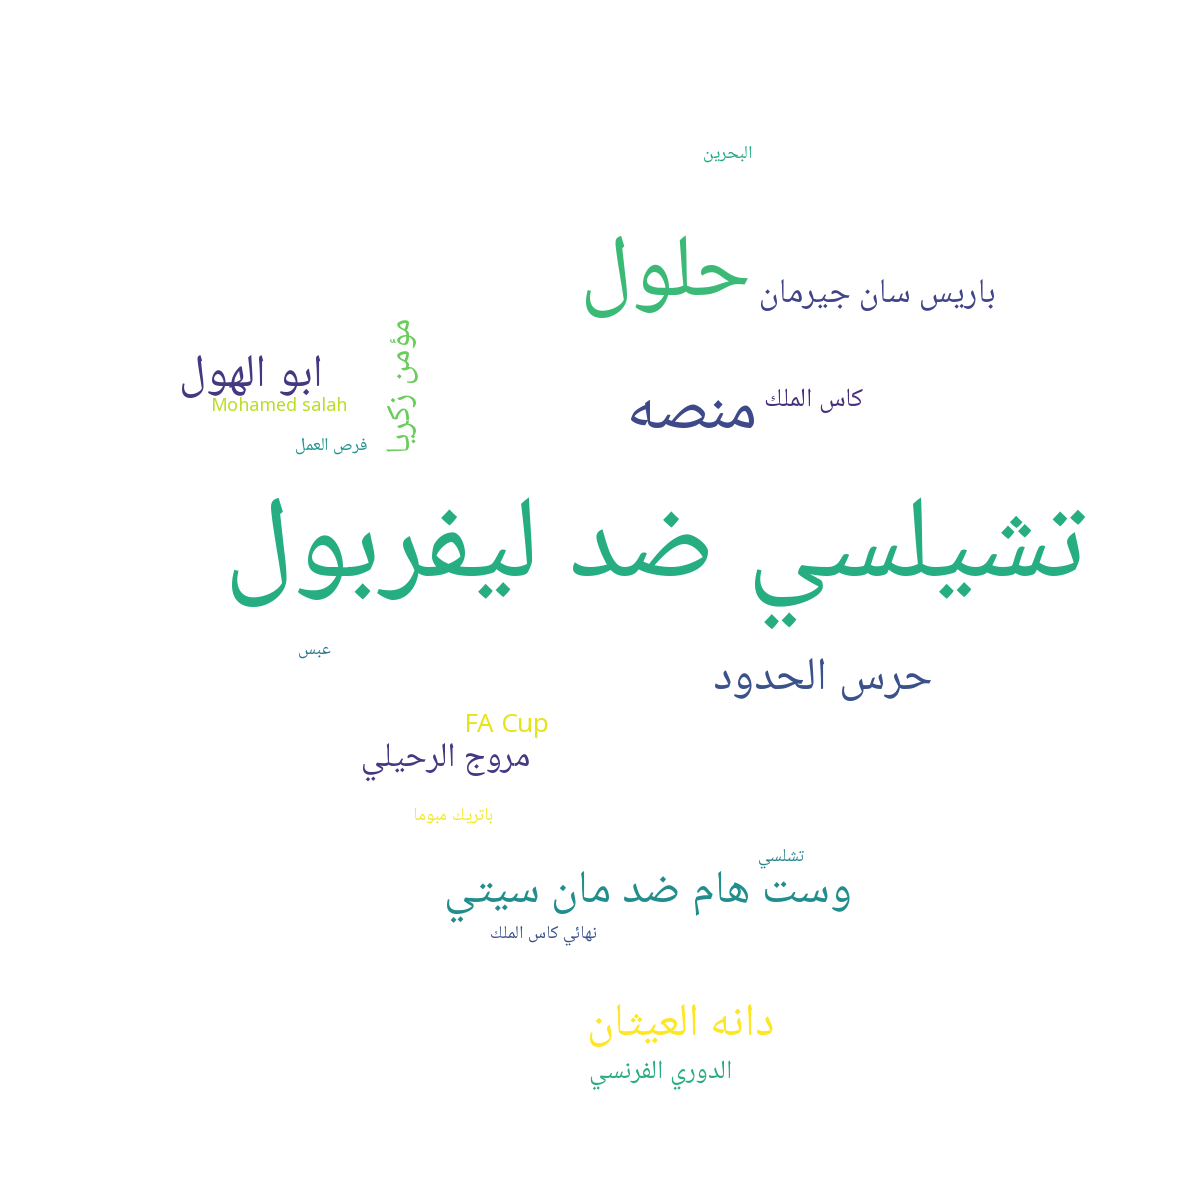 البحرين
حلول
باريس سان جيرمان
مؤمن زكريا
ابو الهول
Mohamed salah
كاس الملك
منصه
فرص العمل
تشيلسي ضد ليفربول
عبس
حرس الحدود
FA Cup
مروج الرحيلي
باتريك مبوما
تشلسي
وست هام ضد مان سيتي
نهائي كاس الملك
دانه العيثان
الدوري الفرنسي